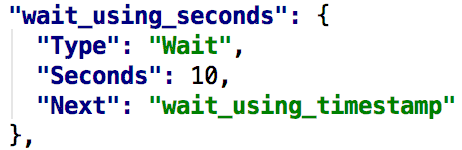 "wait_using_seconds": {
  "Type": "Wait",
  "Seconds": 10,
  "Next": "wait_using_timestamp"
},